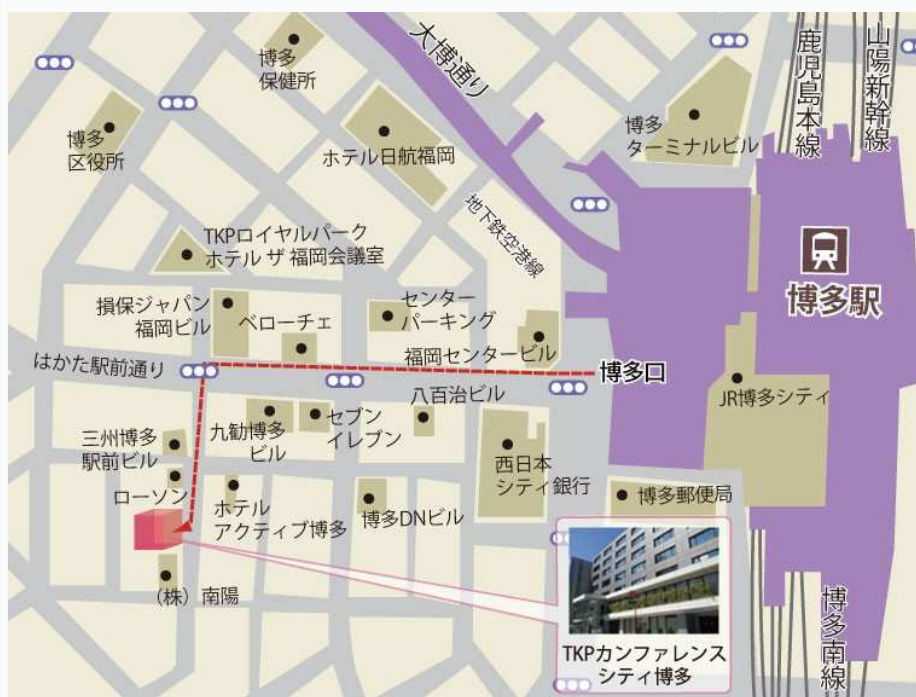 博多
保健所
大博通り
鹿児島本線
山陽新幹線
博多
区役所
ホテル日航福岡
博多
ターミナルビル
地下鉄空港線
TKPロイヤルパーク
ホテル ザ 福岡会議室
博多駅
損保ジャパン
福岡ビル
ベローチェ
センター
パーキング
福岡センタービル
はかた駅前通り
博多口
JR博多シティ
八百治ビル
九勧博多
ビル
セブン
イレブン
三州博多
駅前ビル
西日本
シティ銀行
ローソン
ホテル
アクティブ博多
博多DNビル
博多郵便局
(株)南陽
博多南線
TKPカンファレンス
シティ博多